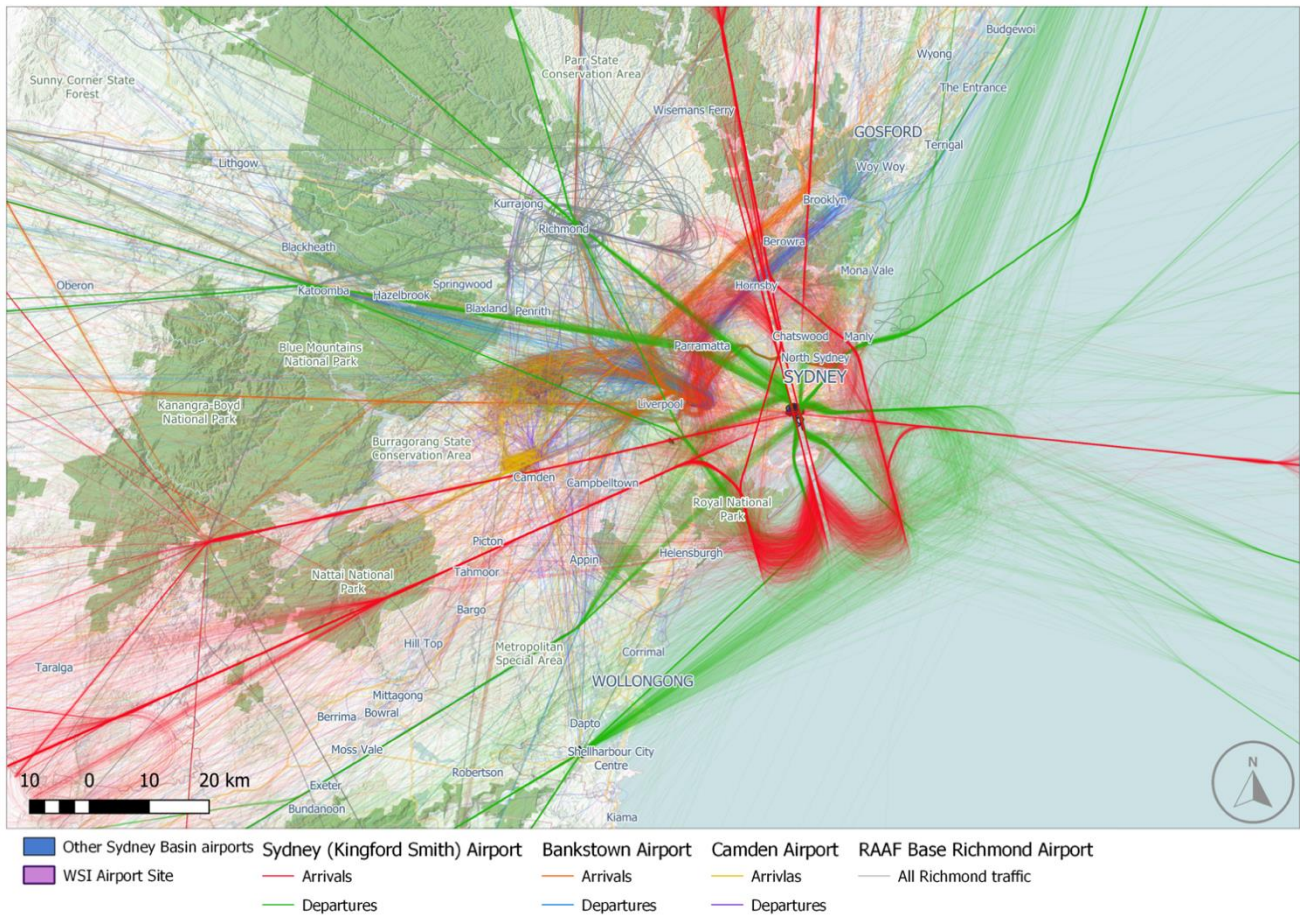 Budgewoi
Wyong
Sunny Corner State
Forest
Parr State
Conservation Area
The Entrance
Wisemans Ferry
GOSFORD
Terrigal
Lithgow
Woy Woy
Kurrajong
Brooklyn
Richmond
Blackheath
Berowra
Mona Vale
Oberon
Katoomba
Hazelbrook
Springwood
Hornsby
Blaxland
Penrith
Chatswood
Manly
Parramatta
North Sydney
Blue Mountains
National Park
SYDNEY
Kanangra-Boyd
National Park
Liverpool
Burragorang State
Conservation Area
Camden
Campbelltown
Royal National
Park
Picton
Helensburgh
Appin
Nattai National
Park
Tahmoor
Bargo
Hill Top
Metropolitan
Special Area
Corrimal
Taralga
WOLLONGONG
Mittagong
Berrima
Bowral
Dapto
Moss Vale
Shellharbour City
Centre
Robertson
Exeter
Bundanoon
Kiama
10 0 10 20 km
N
Other Sydney Basin airports
WSI Airport Site
Sydney (Kingford Smith) Airport
Arrivals
Departures
Bankstown Airport
Arrivals
Departures
Camden Airport
Arrivlas
Departures
RAAF Base Richmond Airport
All Richmond traffic